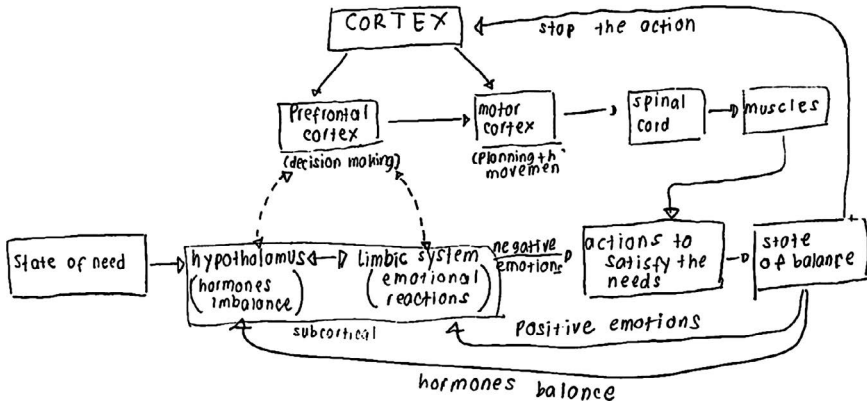 CORTEX
stop the action
Prefrontal
cortex
(decision making)
motor
cortex
(planning th
movemen
spinal
cord
muscles
State of need
hypothalamus
(hormones
imbalance)
Limbic system
(emotional
reactions)
subcortical
negative
emotions
actions to
satisfy the
needs
state
of balance
+
Positive emotions
hormones balance